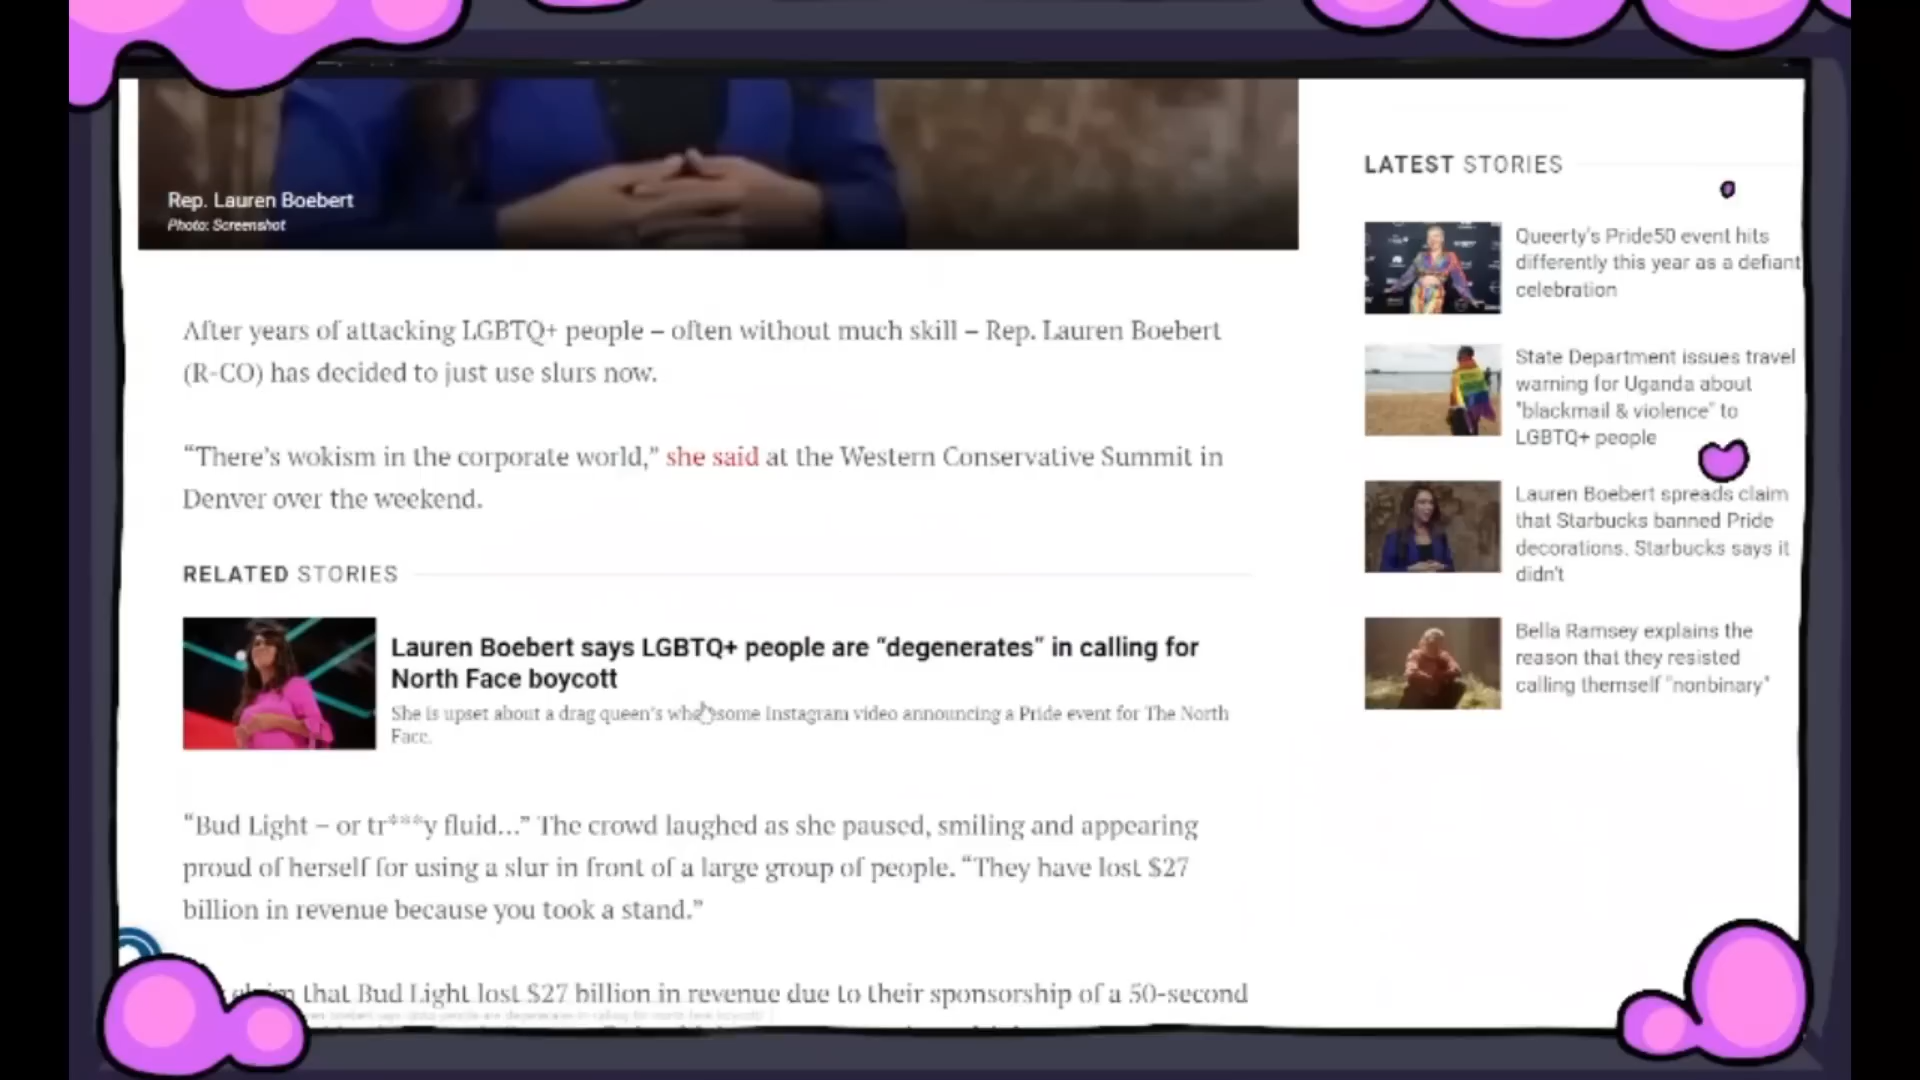 Rep. Lauren Boebert
Photo: Screenshot
After years of attacking LGBTQ+ people – often without much skill – Rep. Lauren Boebert
(R-CO) has decided to just use slurs now.
“There’s wokism in the corporate world,” she said at the Western Conservative Summit in
Denver over the weekend.
RELATED STORIES
Lauren Boebert says LGBTQ+ people are “degenerates” in calling for
North Face boycott
She is upset about a drag queen’s wholesome Instagram video announcing a Pride event for The North
Face.
“Bud Light – or tr***y fluid…” The crowd laughed as she paused, smiling and appearing
proud of herself for using a slur in front of a large group of people. “They have lost $27
billion in revenue because you took a stand.”
claim that Bud Light lost $27 billion in revenue due to their sponsorship of a 50-second
LATEST STORIES
Queerty’s Pride50 event hits
differently this year as a defiant
celebration
State Department issues travel
warning for Uganda about
"blackmail & violence" to
LGBTQ+ people
Lauren Boebert spreads claim
that Starbucks banned Pride
decorations. Starbucks says it
didn’t
Bella Ramsey explains the
reason that they resisted
calling themself "nonbinary"